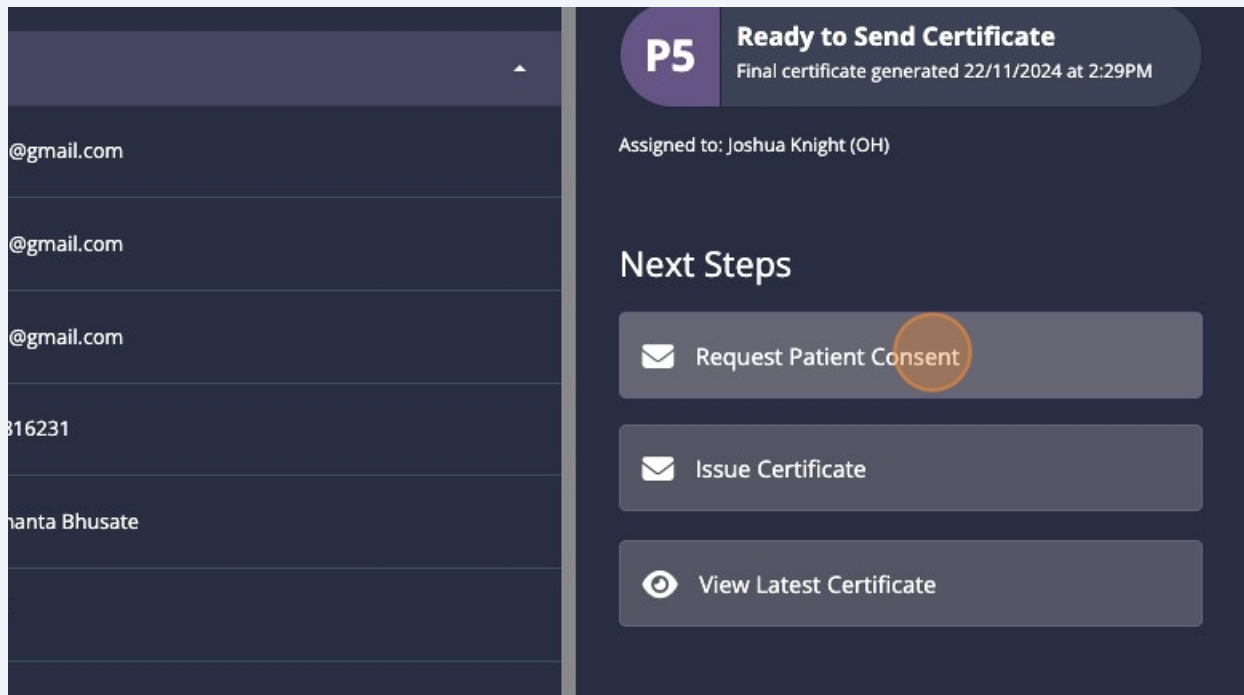 @gmail.com
@gmail.com
@gmail.com
316231
nanta Bhusate
P5
Ready to Send Certificate
Final certificate generated 22/11/2024 at 2:29PM
Assigned to: Joshua Knight (OH)
Next Steps
Request Patient Consent
Issue Certificate
View Latest Certificate